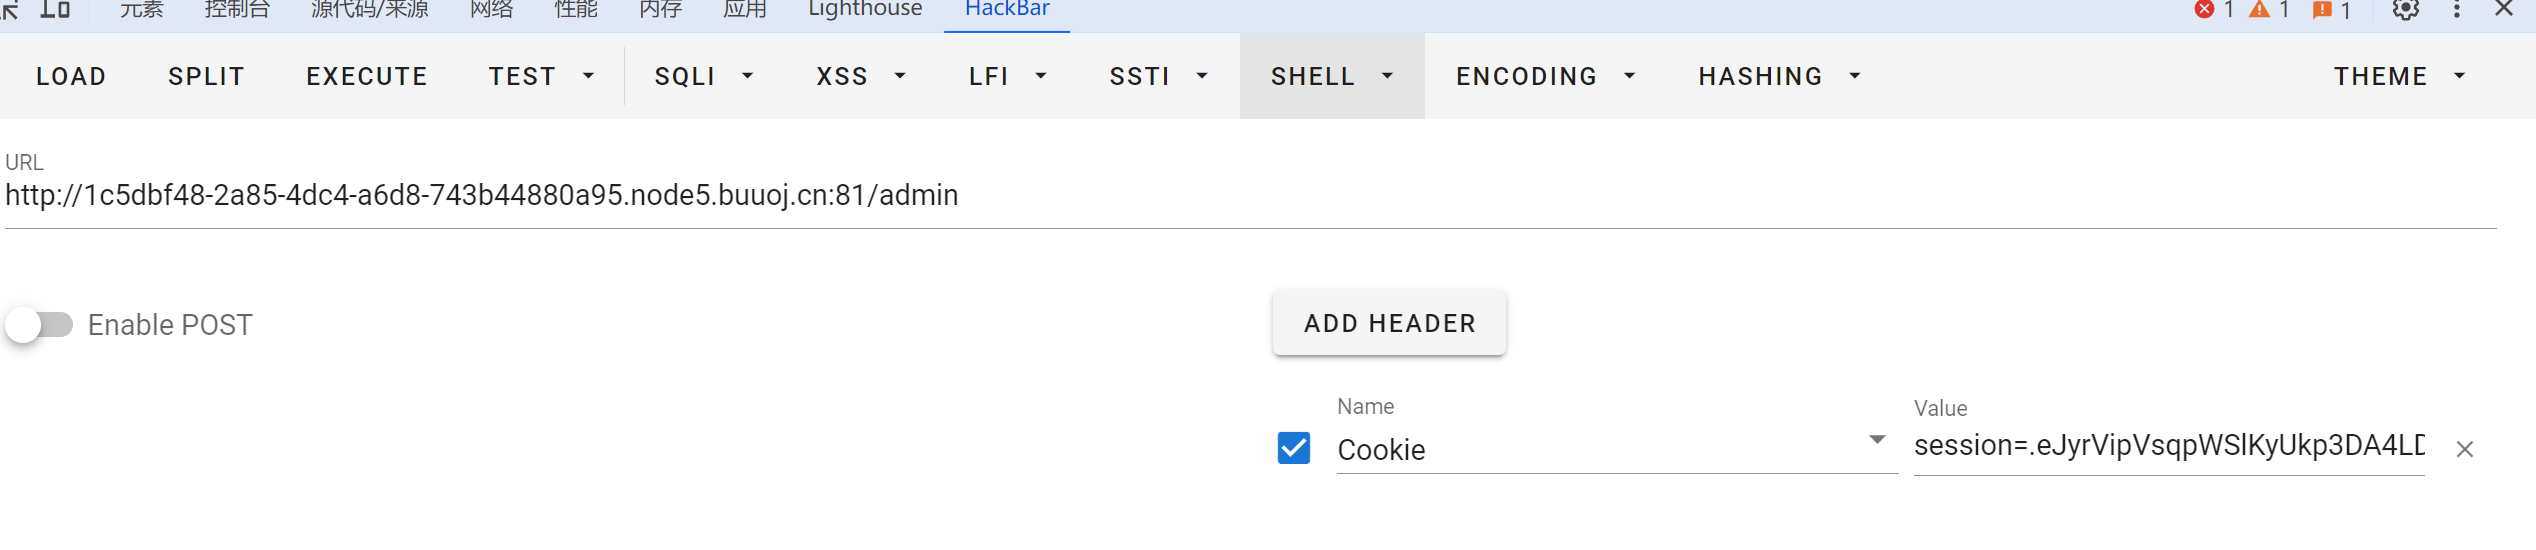 元素 控制台 源代码/来源 网络 性能 内存 应用 Lighthouse HackBar 1 1 1
LOAD SPLIT EXECUTE TEST SQLI XSS LFI SSTI SHELL ENCODING HASHING THEME
URL
http://1c5dbf48-2a85-4dc4-a6d8-743b44880a95.node5.buuoj.cn:81/admin
Enable POST
ADD HEADER
Name
Value
Cookie
session=.eJyrVipVsqpWSlKyUkp3DA4LD